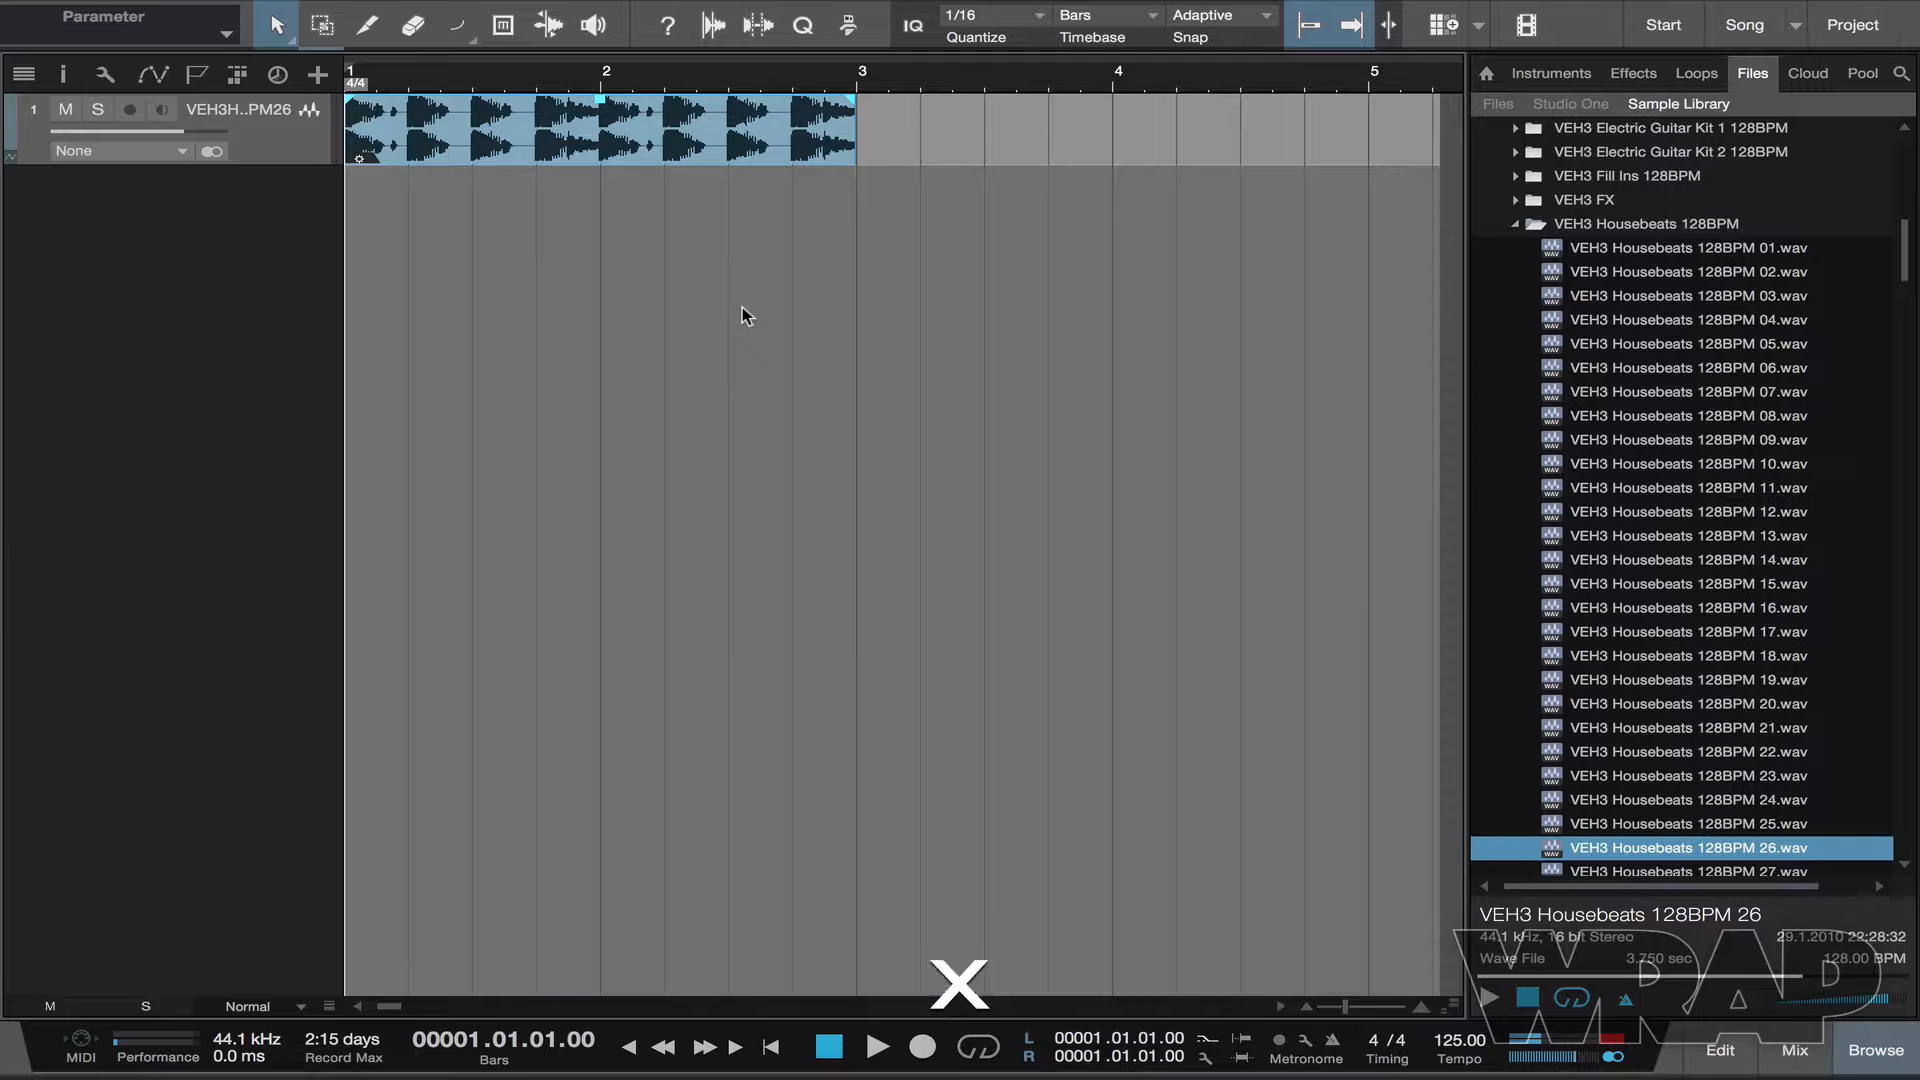 Parameter
IQ
1/16
Quantize
Bars
Timebase
Adaptive
Snap
Start
Song
Project
1 2 3 4 5
4/4
1 M S VEH3H..PM26
None
Instruments Effects Loops Files Cloud Pool
Files Studio One Sample Library
VEH3 Electric Guitar Kit 1 128BPM
VEH3 Electric Guitar Kit 2 128BPM
VEH3 Fill Ins 128BPM
VEH3 FX
VEH3 Housebeats 128BPM
VEH3 Housebeats 128BPM 01.wav
VEH3 Housebeats 128BPM 02.wav
VEH3 Housebeats 128BPM 03.wav
VEH3 Housebeats 128BPM 04.wav
VEH3 Housebeats 128BPM 05.wav
VEH3 Housebeats 128BPM 06.wav
VEH3 Housebeats 128BPM 07.wav
VEH3 Housebeats 128BPM 08.wav
VEH3 Housebeats 128BPM 09.wav
VEH3 Housebeats 128BPM 10.wav
VEH3 Housebeats 128BPM 11.wav
VEH3 Housebeats 128BPM 12.wav
VEH3 Housebeats 128BPM 13.wav
VEH3 Housebeats 128BPM 14.wav
VEH3 Housebeats 128BPM 15.wav
VEH3 Housebeats 128BPM 16.wav
VEH3 Housebeats 128BPM 17.wav
VEH3 Housebeats 128BPM 18.wav
VEH3 Housebeats 128BPM 19.wav
VEH3 Housebeats 128BPM 20.wav
VEH3 Housebeats 128BPM 21.wav
VEH3 Housebeats 128BPM 22.wav
VEH3 Housebeats 128BPM 23.wav
VEH3 Housebeats 128BPM 24.wav
VEH3 Housebeats 128BPM 25.wav
VEH3 Housebeats 128BPM 26.wav
VEH3 Housebeats 128BPM 27.wav
VEH3 Housebeats 128BPM 26
44.1 kHz, 16 bit Stereo 29.1.2010 22:28:32
Wave File 3.750 sec 128.00 BPM
WRAP
X
M S Normal
MIDI
Performance
44.1 kHz
0.0 ms
2:15 days
Record Max
00001.01.01.00
Bars
L 00001.01.01.00
R 00001.01.01.00
Metronome
4 / 4
Timing
125.00
Tempo
Edit
Mix
Browse